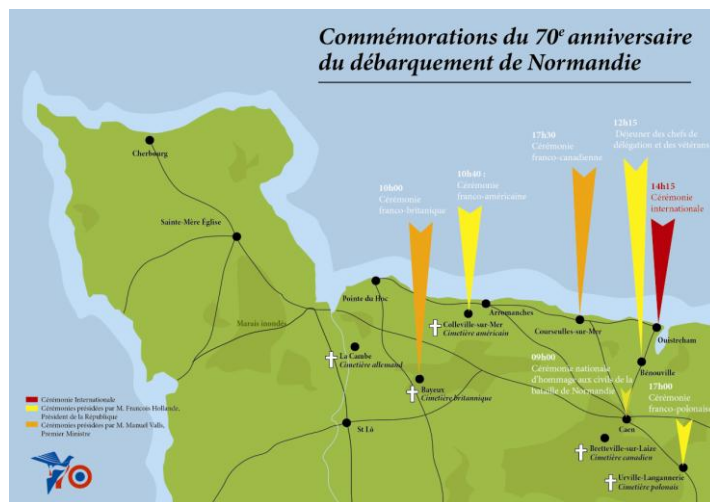 Commémorations du 70e anniversaire
du débarquement de Normandie
12h15
Déjeuner des chefs de
délégation et des vétérans
17h30
Cérémonie
franco-canadienne
10h40 :
Cérémonie
franco-américaine
10h00
Cérémonie
franco-britanique
14h15
Cérémonie
internationale
Cherbourg
Sainte-Mère Église
Pointe du Hoc
Arromanches
Colleville-sur-Mer
Cimetière américain
Courseulles-sur-Mer
Ouistreham
Marais inondés
La Cambe
Cimetière allemand
Bayeux
Cimetière britannique
09h00
Cérémonie nationale
d'hommage aux civils de la
bataille de Normandie
Bénouville
17h00
Cérémonie
franco-polonaise
St Lô
Caen
Bretteville-sur-Laize
Cimetière canadien
Urville-Langannerie
Cimetière polonais
Cérémonie Internationale
Cérémonies présidées par M. François Hollande,
Président de la République
Cérémonies présidées par M. Manuel Valls,
Premier Ministre
70